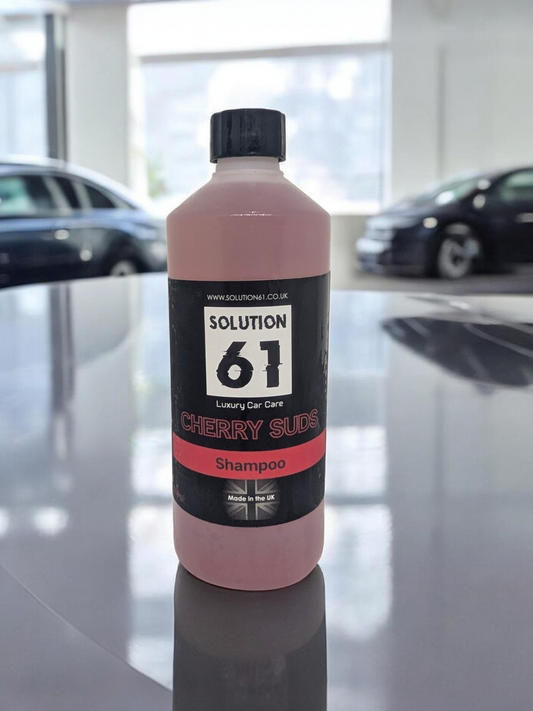 WWW.SOLUTION61.CO.UK
SOLUTION
61
Luxury Car Care
CHERRY SUDS
Shampoo
Made in the UK